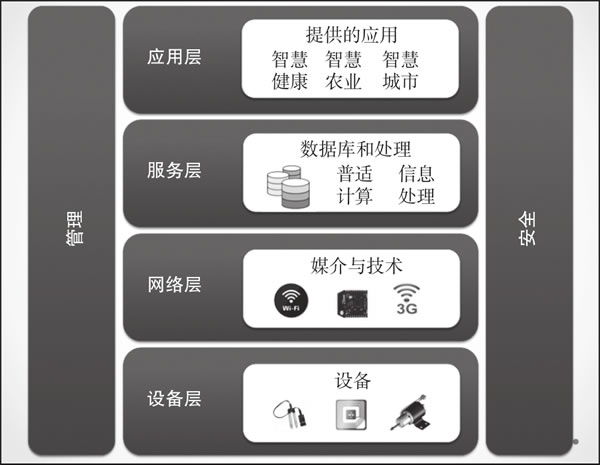 管理
应用层
提供的应用
智慧 智慧 智慧
健康 农业 城市
服务层
数据库和处理
普适 信息
计算 处理
网络层
媒介与技术
Wi-Fi
3G
设备层
设备
安全